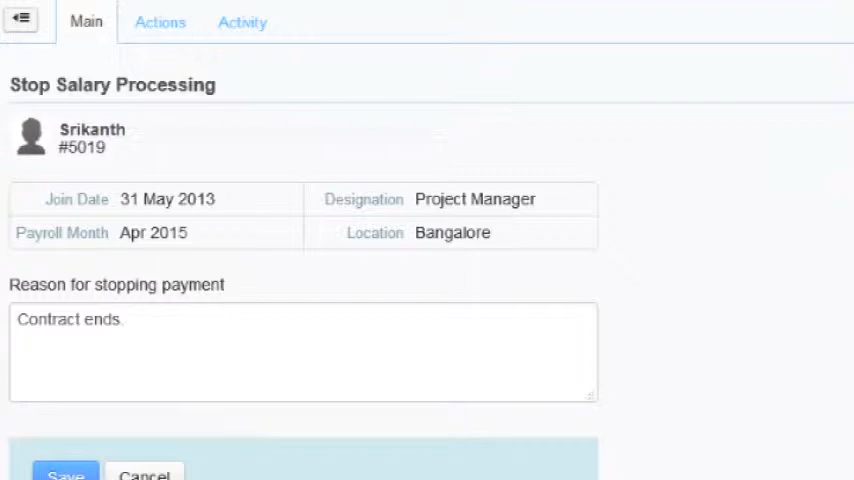 Main Actions Activity
Stop Salary Processing
Srikanth
#5019
Join Date 31 May 2013 Designation Project Manager
Payroll Month Apr 2015 Location Bangalore
Reason for stopping payment
Contract ends.
Save Cancel